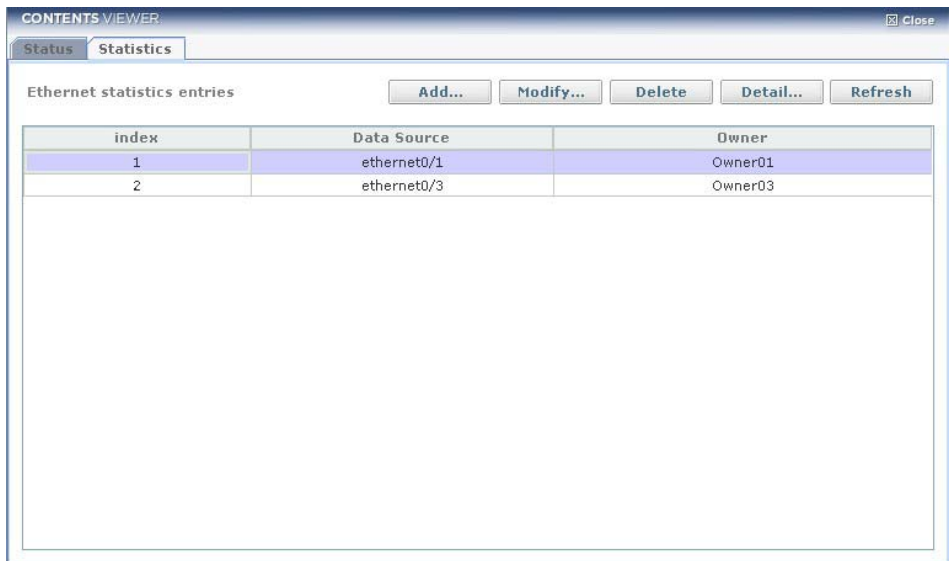 CONTENTS VIEWER Close
Status Statistics
Ethernet statistics entries Add... Modify... Delete Detail... Refresh
index Data Source Owner
1 ethernet0/1 Owner01
2 ethernet0/3 Owner03